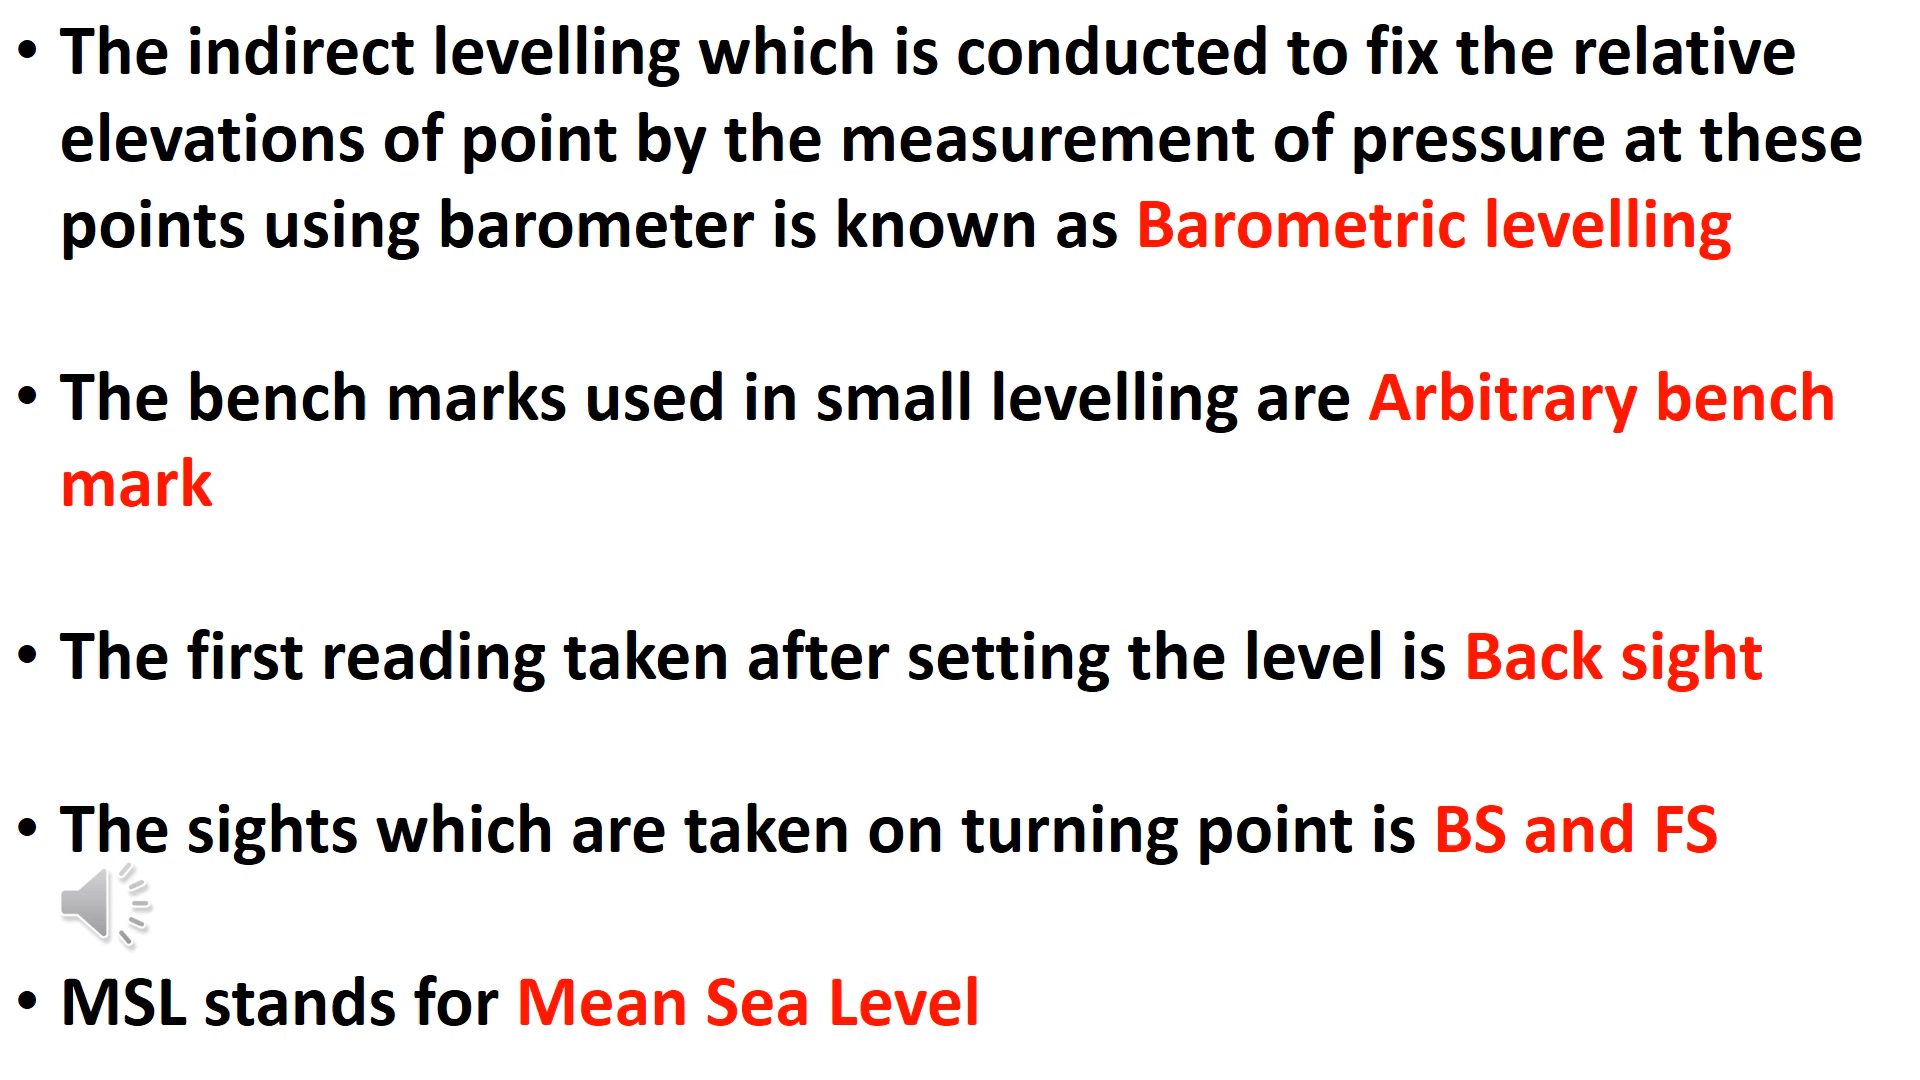 • The indirect levelling which is conducted to fix the relative
elevations of point by the measurement of pressure at these
points using barometer is known as Barometric levelling
• The bench marks used in small levelling are Arbitrary bench
mark
• The first reading taken after setting the level is Back sight
• The sights which are taken on turning point is BS and FS
• MSL stands for Mean Sea Level